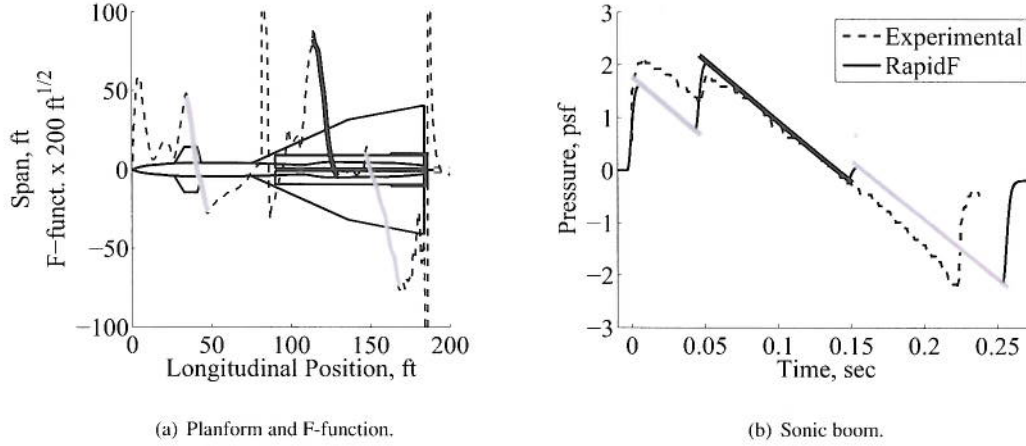 100
50
0
−50
−100
Span, ft
F−funct. x 200 ft^1/2
0 50 100 150 200
Longitudinal Position, ft
(a) Planform and F-function.
3
2
1
0
−1
−2
−3
Pressure, psf
Experimental
RapidF
0 0.05 0.1 0.15 0.2 0.25
Time, sec
(b) Sonic boom.